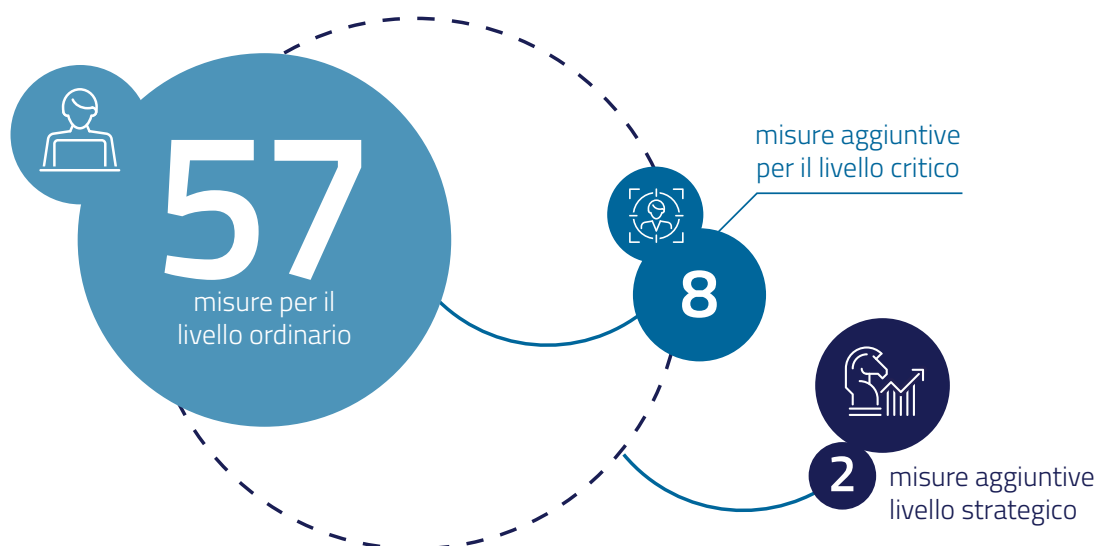 57
misure per il
livello ordinario
misure aggiuntive
per il livello critico
8
2
misure aggiuntive
livello strategico